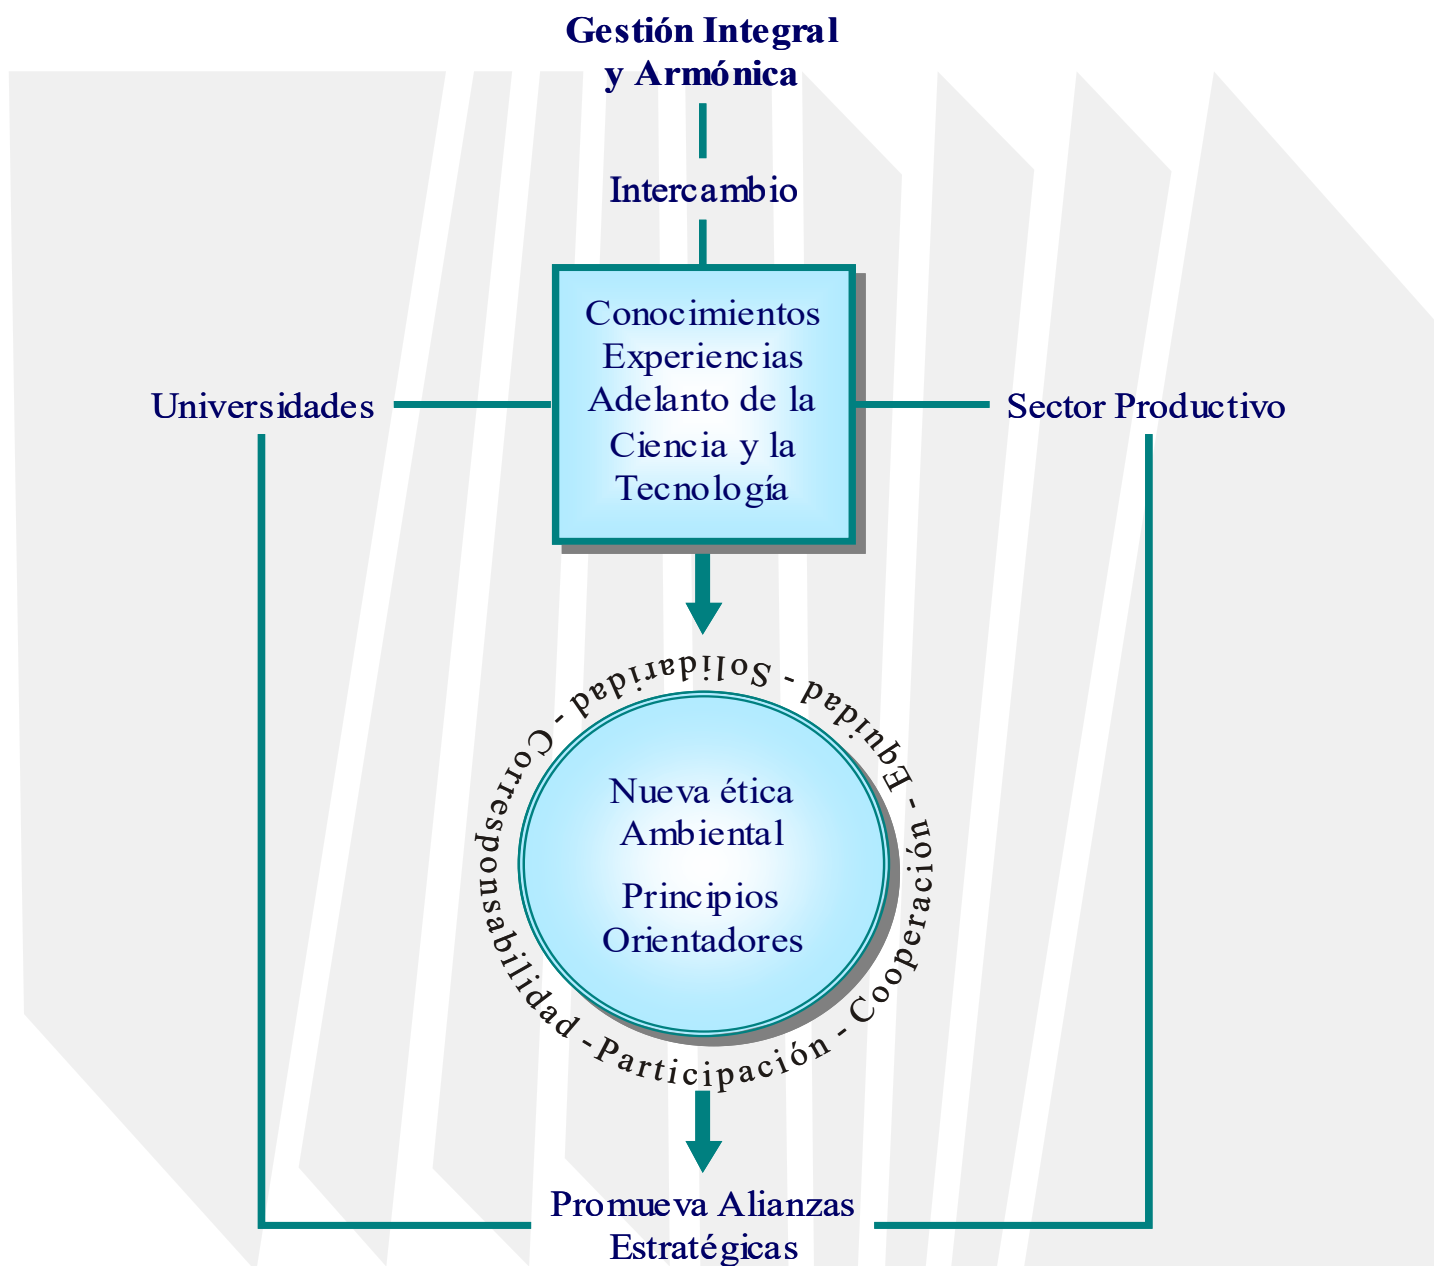 Gestión Integral
y Armónica
Intercambio
Conocimientos
Experiencias
Adelanto de la
Ciencia y la
Tecnología
Universidades
Sector Productivo
Corresponsabilidad - Participación - Cooperación - Equidad - Solidaridad -
Nueva ética
Ambiental
Principios
Orientadores
Promueva Alianzas
Estratégicas